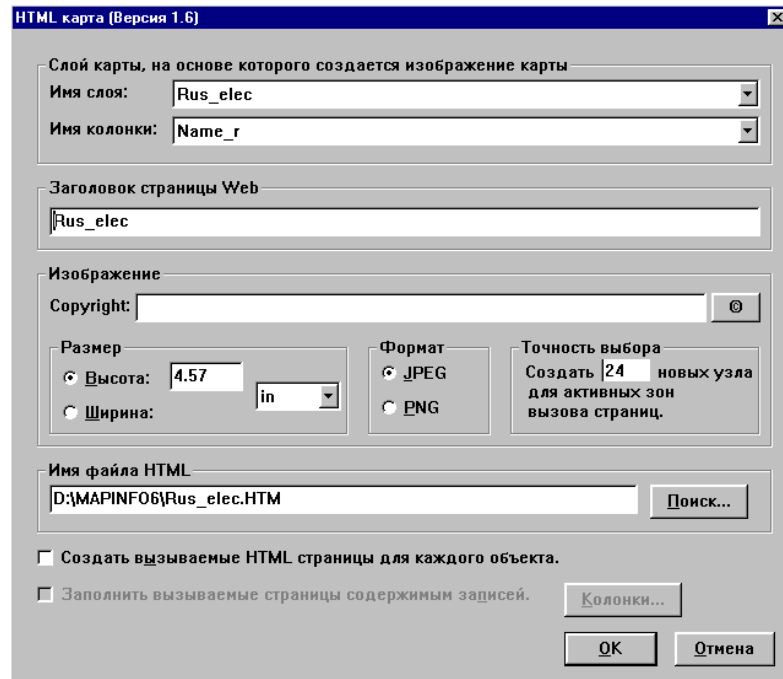 HTML карта (Версия 1.6)
Слой карты, на основе которого создается изображение карты
Имя слоя: Rus_elec
Имя колонки: Name_r
Заголовок страницы Web
Rus_elec
Изображение
Copyright: ©
Размер
Высота: 4.57
Ширина:
in
Формат
JPEG
PNG
Точность выбора
Создать 24 новых узла
для активных зон
вызова страниц.
Имя файла HTML
D:\MAPINFO6\Rus_elec.HTM Поиск...
Создать вызываемые HTML страницы для каждого объекта.
Заполнить вызываемые страницы содержимым записей. Колонки...
OK Отмена